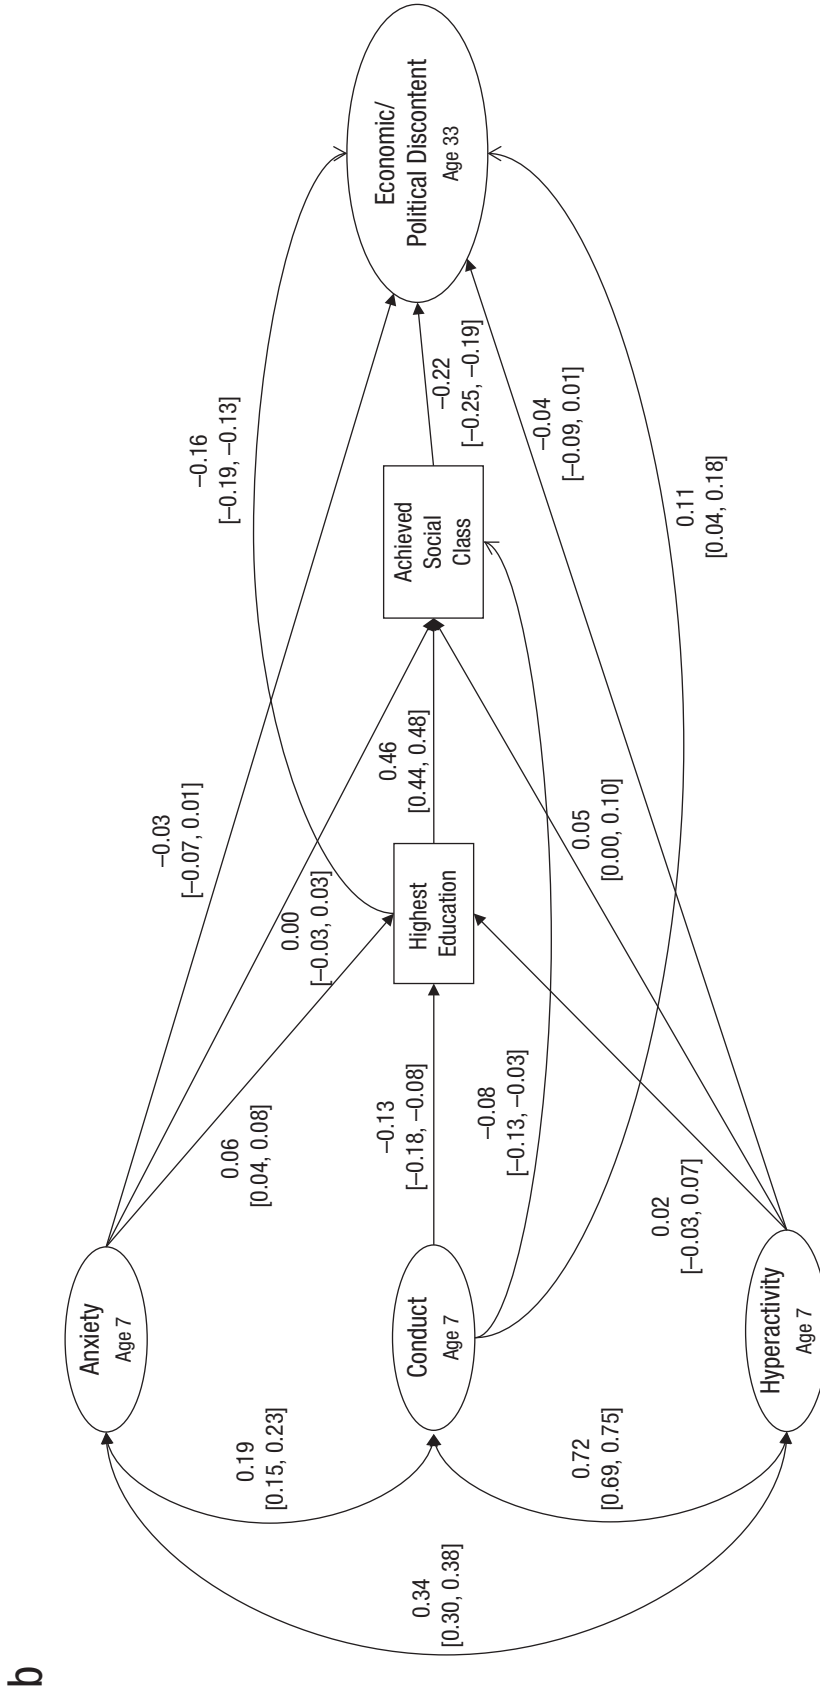 b
Anxiety
Age 7
Conduct
Age 7
Hyperactivity
Age 7
0.19
[0.15, 0.23]
0.72
[0.69, 0.75]
0.34
[0.30, 0.38]
Highest
Education
Achieved
Social
Class
Economic/
Political Discontent
Age 33
–0.03
[–0.07, 0.01]
0.00
[–0.03, 0.03]
0.06
[0.04, 0.08]
–0.13
[–0.18, –0.08]
–0.08
[–0.13, –0.03]
0.02
[–0.03, 0.07]
0.46
[0.44, 0.48]
0.05
[0.00, 0.10]
–0.16
[–0.19, –0.13]
–0.22
[–0.25, –0.19]
–0.04
[–0.09, 0.01]
0.11
[0.04, 0.18]